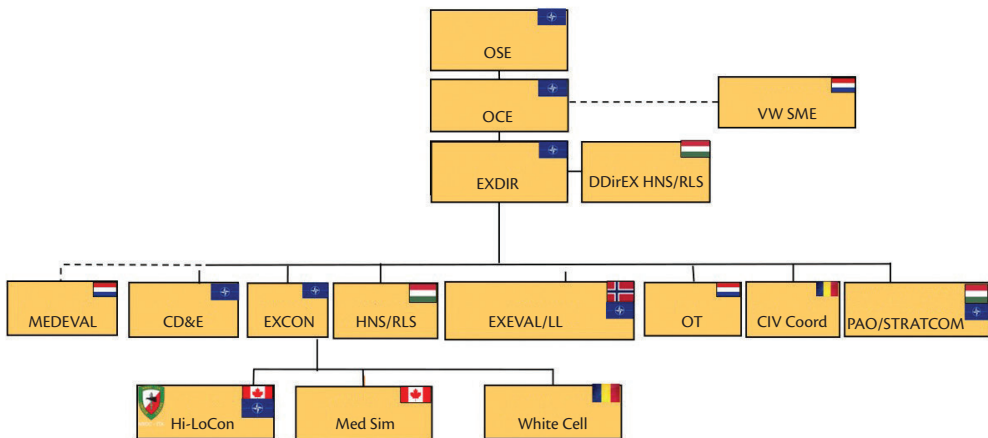 OSE
OCE
VW SME
EXDIR
DDirEX HNS/RLS
MEDEVAL
CD&E
EXCON
HNS/RLS
EXEVAL/LL
OT
CIV Coord
PAO/STRATCOM
Hi-LoCon
Med Sim
White Cell